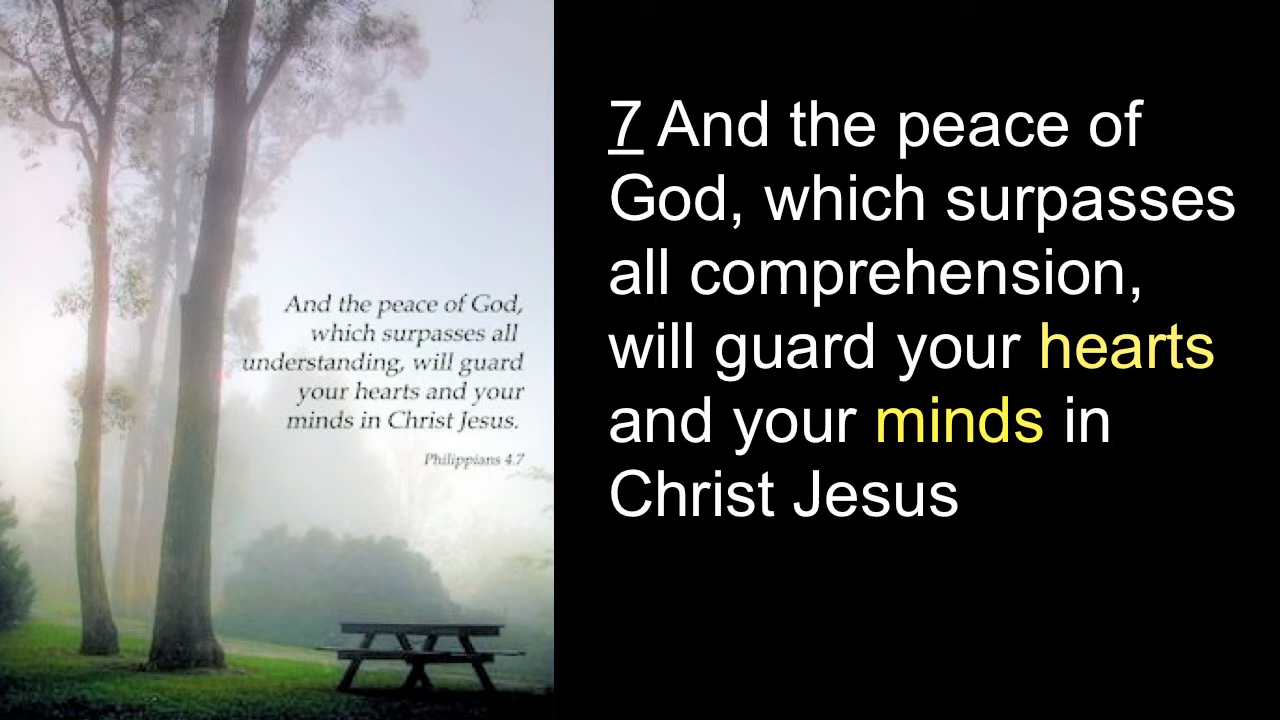 And the peace of God,
which surpasses all
understanding, will guard
your hearts and your
minds in Christ Jesus.
Philippians 4.7
7 And the peace of
God, which surpasses
all comprehension,
will guard your hearts
and your minds in
Christ Jesus